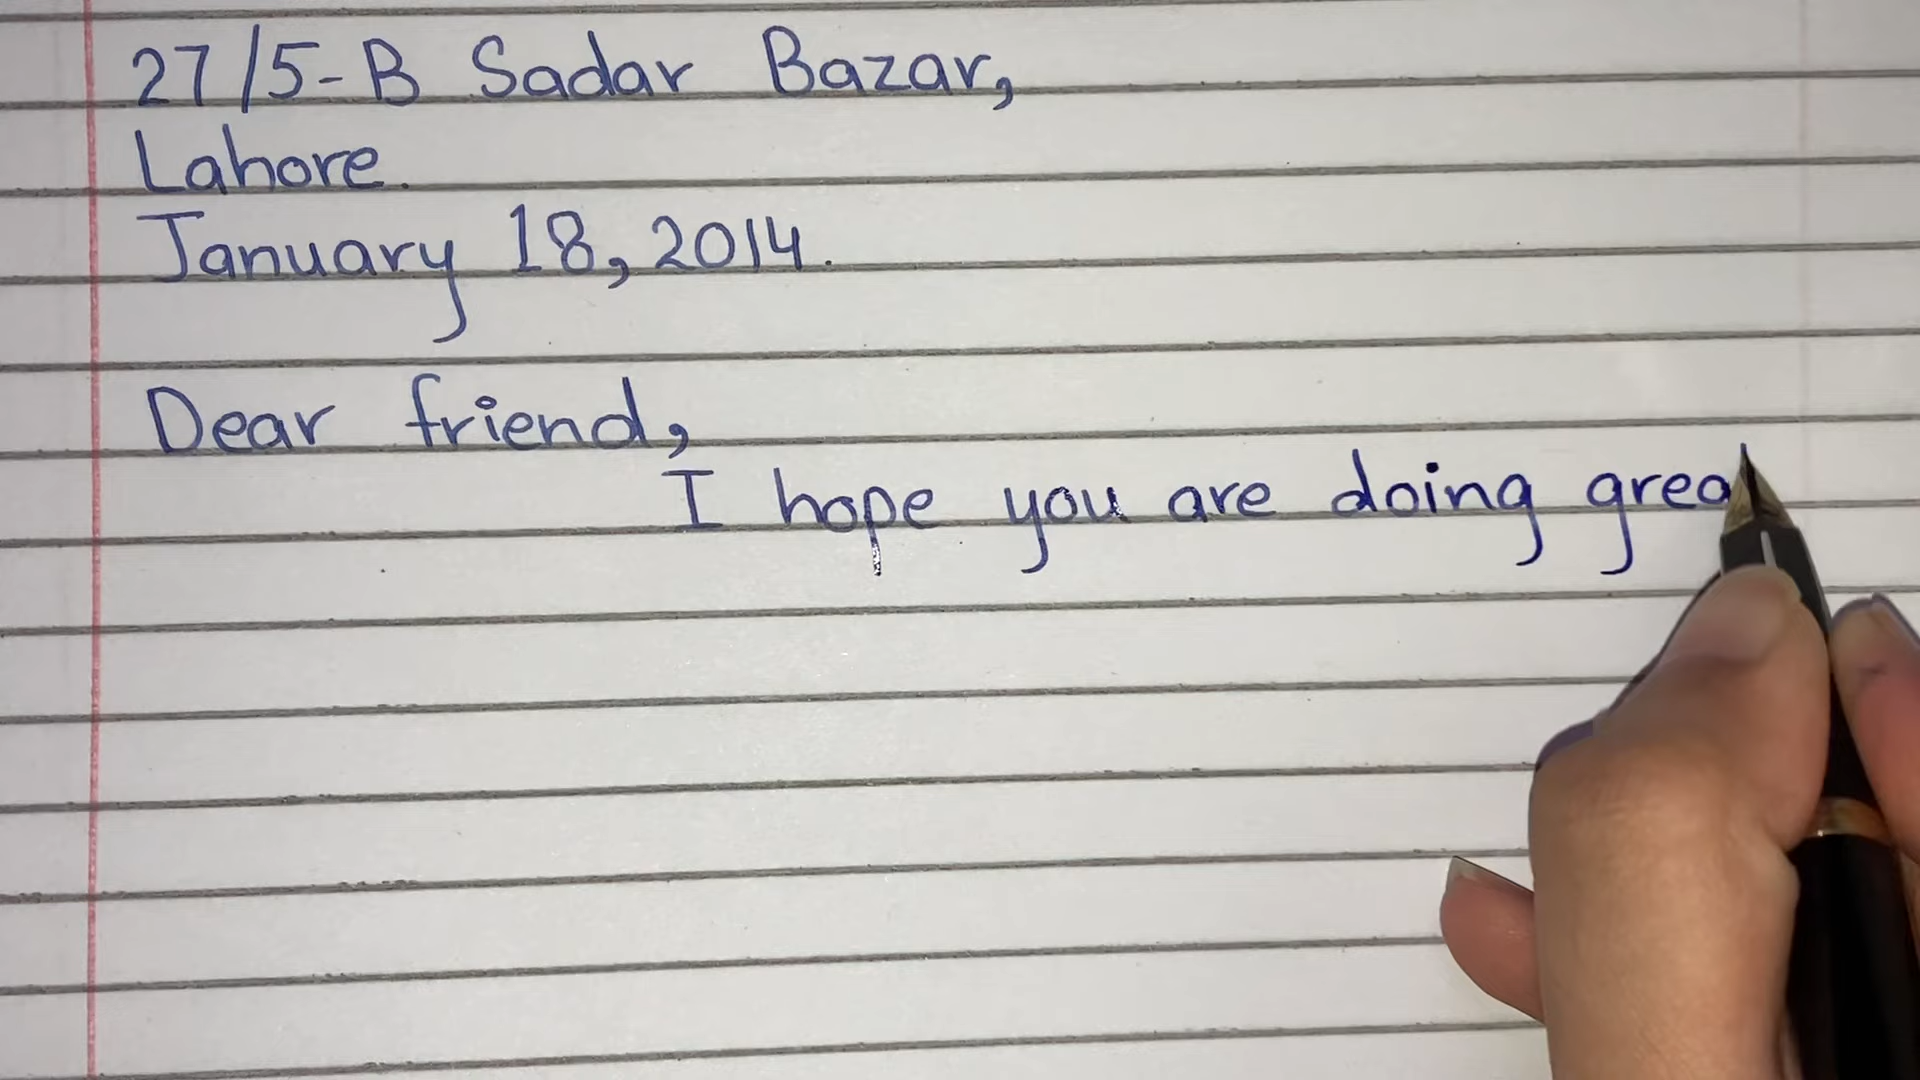 27/5-B Sadar Bazar,
Lahore.
January 18, 2014.
Dear friend,
I hope you are doing grea